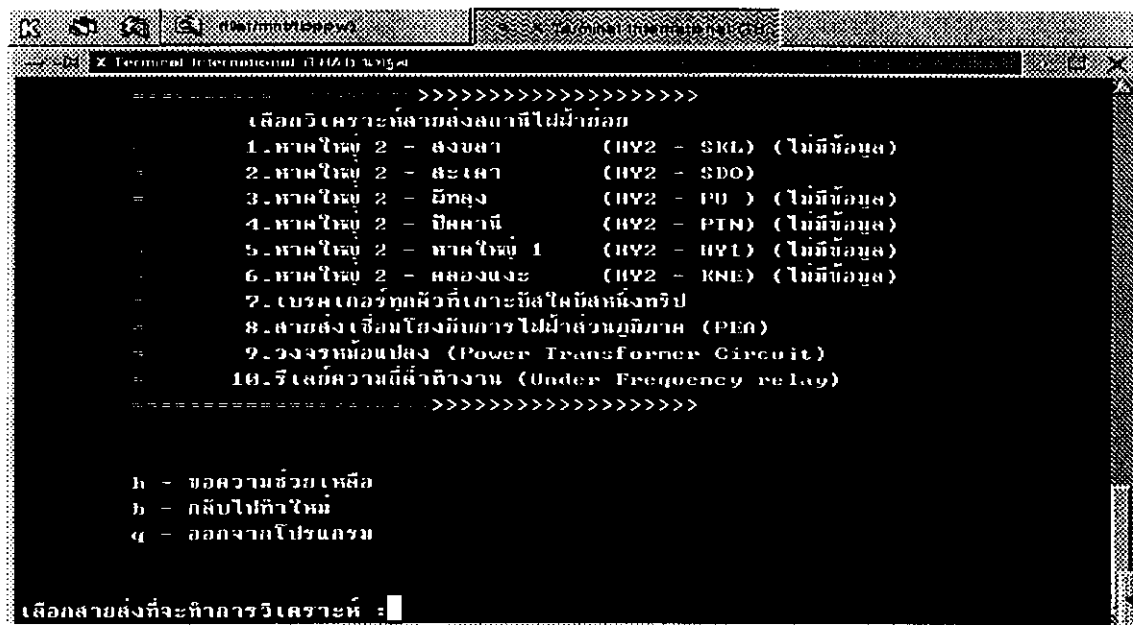 file:/mnt/floppy/
X Terminal International (THAI)
X Terminal International (THAI) นกฮูก
>>>>>>>>>>>>>>>>>>>>
เลือกวิเคราะห์สายส่งสถานีไฟฟ้าย่อย
1.หาดใหญ่ 2 - สงขลา (HY2 - SKL) (ไม่มีข้อมูล)
2.หาดใหญ่ 2 - สะเดา (HY2 - SDO)
3.หาดใหญ่ 2 - พัทลุง (HY2 - PU ) (ไม่มีข้อมูล)
4.หาดใหญ่ 2 - ปัตตานี (HY2 - PTN) (ไม่มีข้อมูล)
5.หาดใหญ่ 2 - หาดใหญ่ 1 (HY2 - HY1) (ไม่มีข้อมูล)
6.หาดใหญ่ 2 - คลองแงะ (HY2 - KNE) (ไม่มีข้อมูล)
7.เบรคเกอร์ทุกตัวที่เกาะบัสใดบัสหนึ่งทริป
8.สายส่งเชื่อมโยงกับการไฟฟ้าส่วนภูมิภาค (PEA)
9.วงจรหม้อแปลง (Power Transformer Circuit)
10.รีเลย์ความถี่ต่ำทำงาน (Under Frequency relay)
>>>>>>>>>>>>>>>>>>>
h - ขอความช่วยเหลือ
b - กลับไปทำใหม่
q - ออกจากโปรแกรม
เลือกสายส่งที่จะทำการวิเคราะห์ :